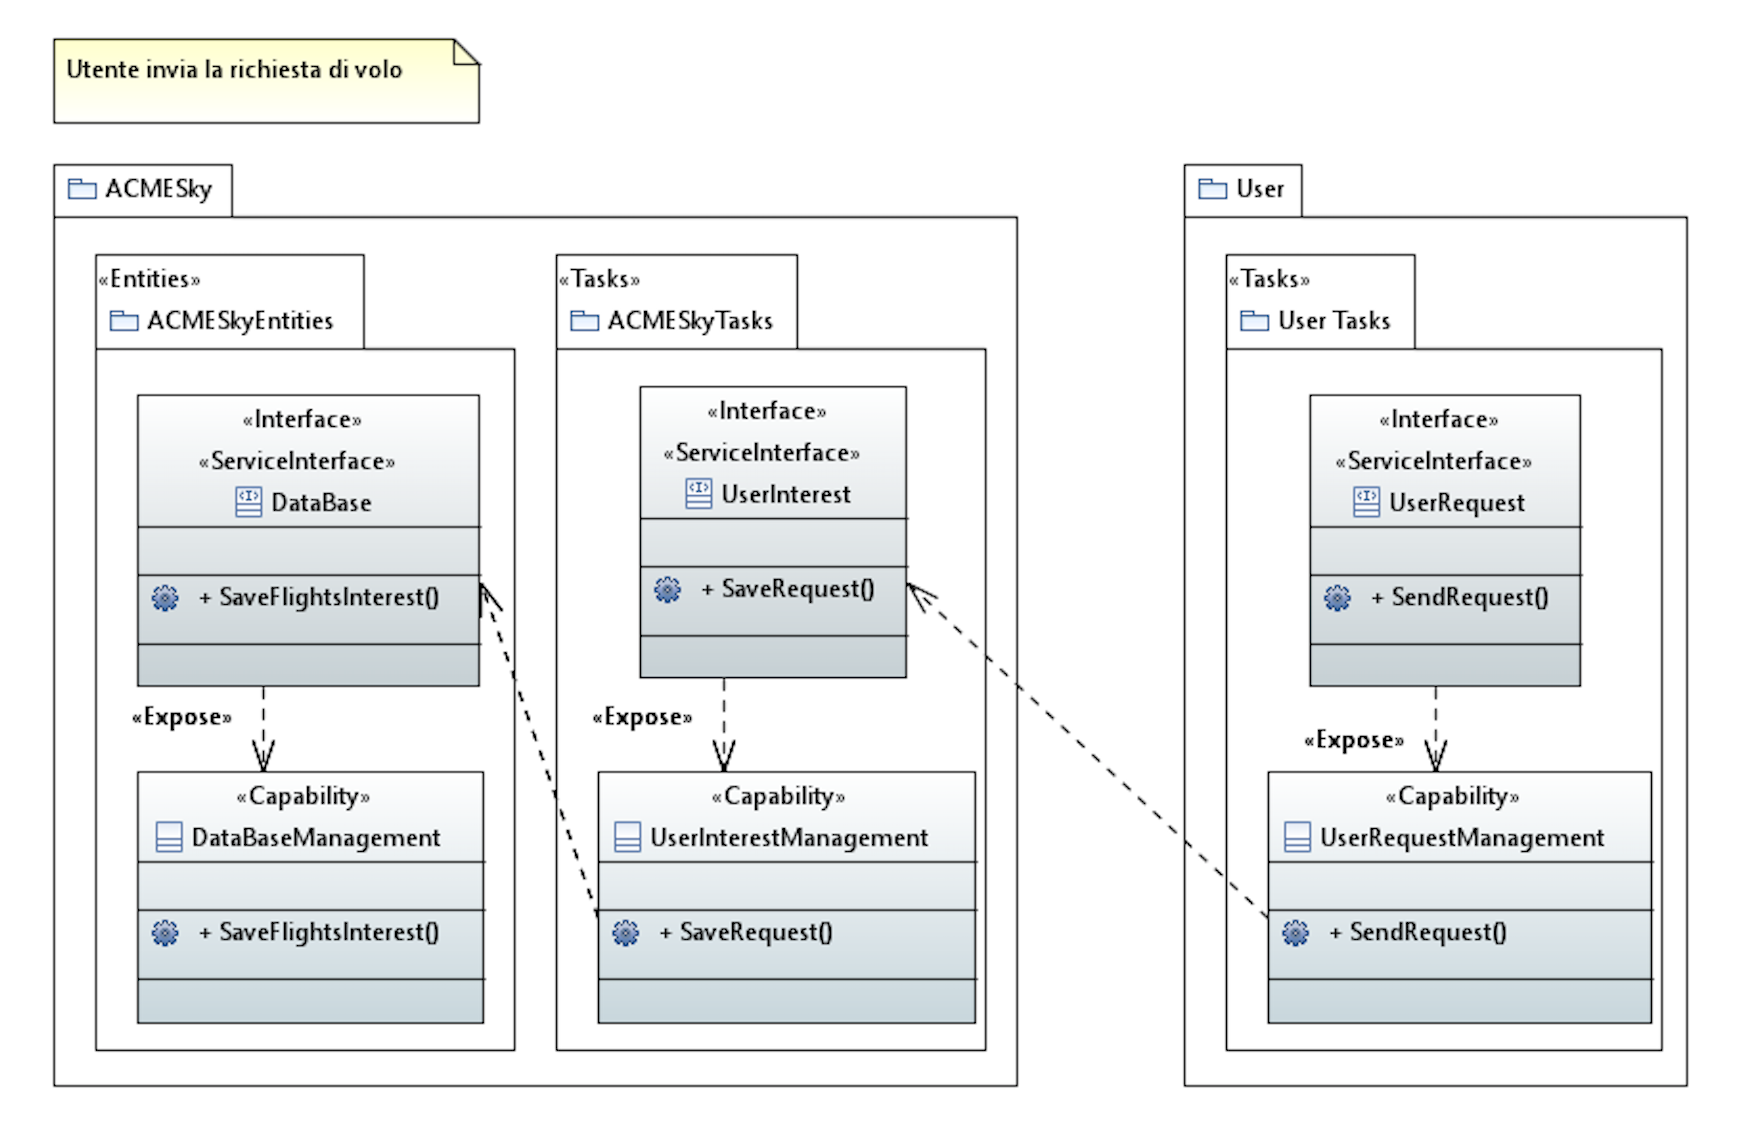 Utente invia la richiesta di volo
ACMESky
«Entities»
ACMESkyEntities
«Interface»
«ServiceInterface»
DataBase
+ SaveFlightsInterest()
«Expose»
«Capability»
DataBaseManagement
+ SaveFlightsInterest()
«Tasks»
ACMESkyTasks
«Interface»
«ServiceInterface»
UserInterest
+ SaveRequest()
«Expose»
«Capability»
UserInterestManagement
+ SaveRequest()
User
«Tasks»
User Tasks
«Interface»
«ServiceInterface»
UserRequest
+ SendRequest()
«Expose»
«Capability»
UserRequestManagement
+ SendRequest()